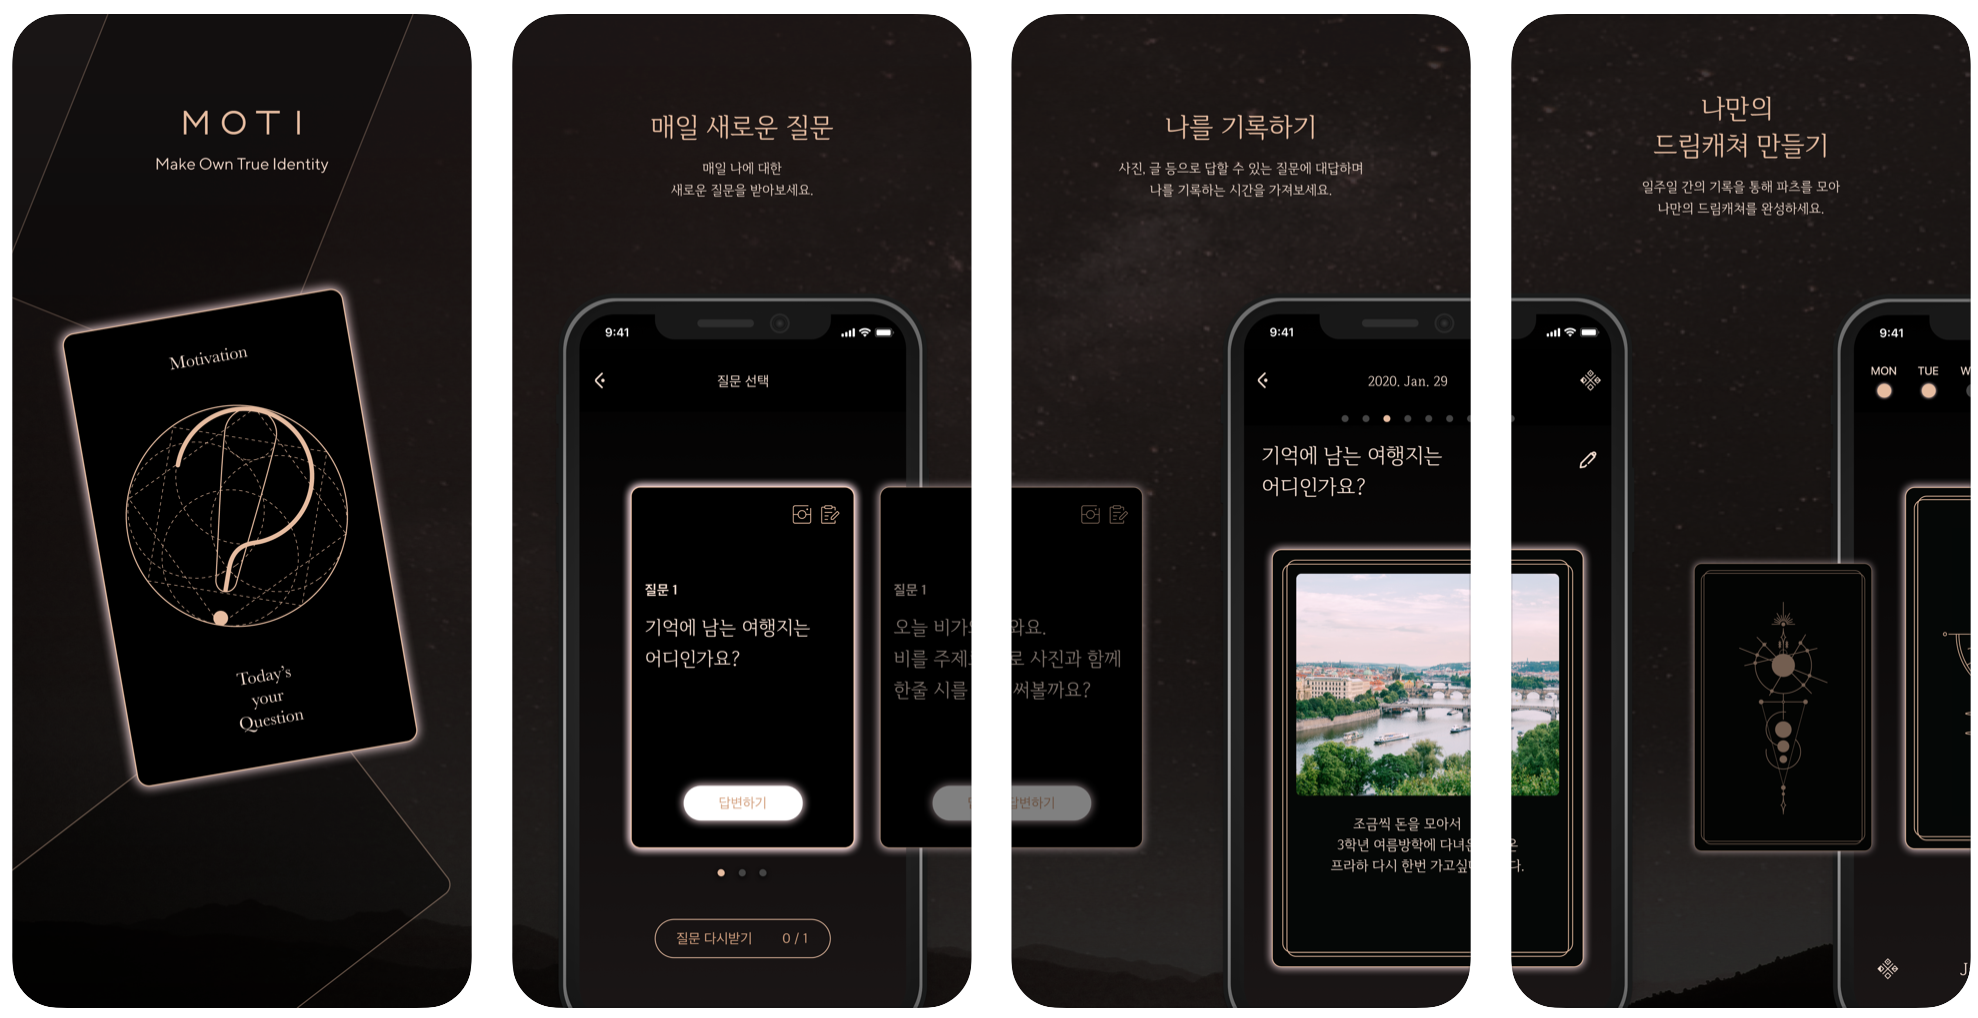 MOTI
Make Own True Identity
Motivation
Today's
your
Question
매일 새로운 질문
매일 나에 대한
새로운 질문을 받아보세요.
9:41
질문 선택
질문 1
기억에 남는 여행지는
어디인가요?
답변하기
질문 다시받기 0 / 1
질문 1
오늘 비가 와요.
비를 주제로 사진과 함께
한줄 시를 써볼까요?
답변하기
나를 기록하기
사진, 글 등으로 답할 수 있는 질문에 대답하며
나를 기록하는 시간을 가져보세요.
9:41
2020. Jan. 29
기억에 남는 여행지는
어디인가요?
조금씩 돈을 모아서
3학년 여름방학에 다녀온
프라하 다시 한번 가고싶다.
나만의
드림캐쳐 만들기
일주일 간의 기록을 통해 파츠를 모아
나만의 드림캐쳐를 완성하세요.
9:41
MON TUE W
J